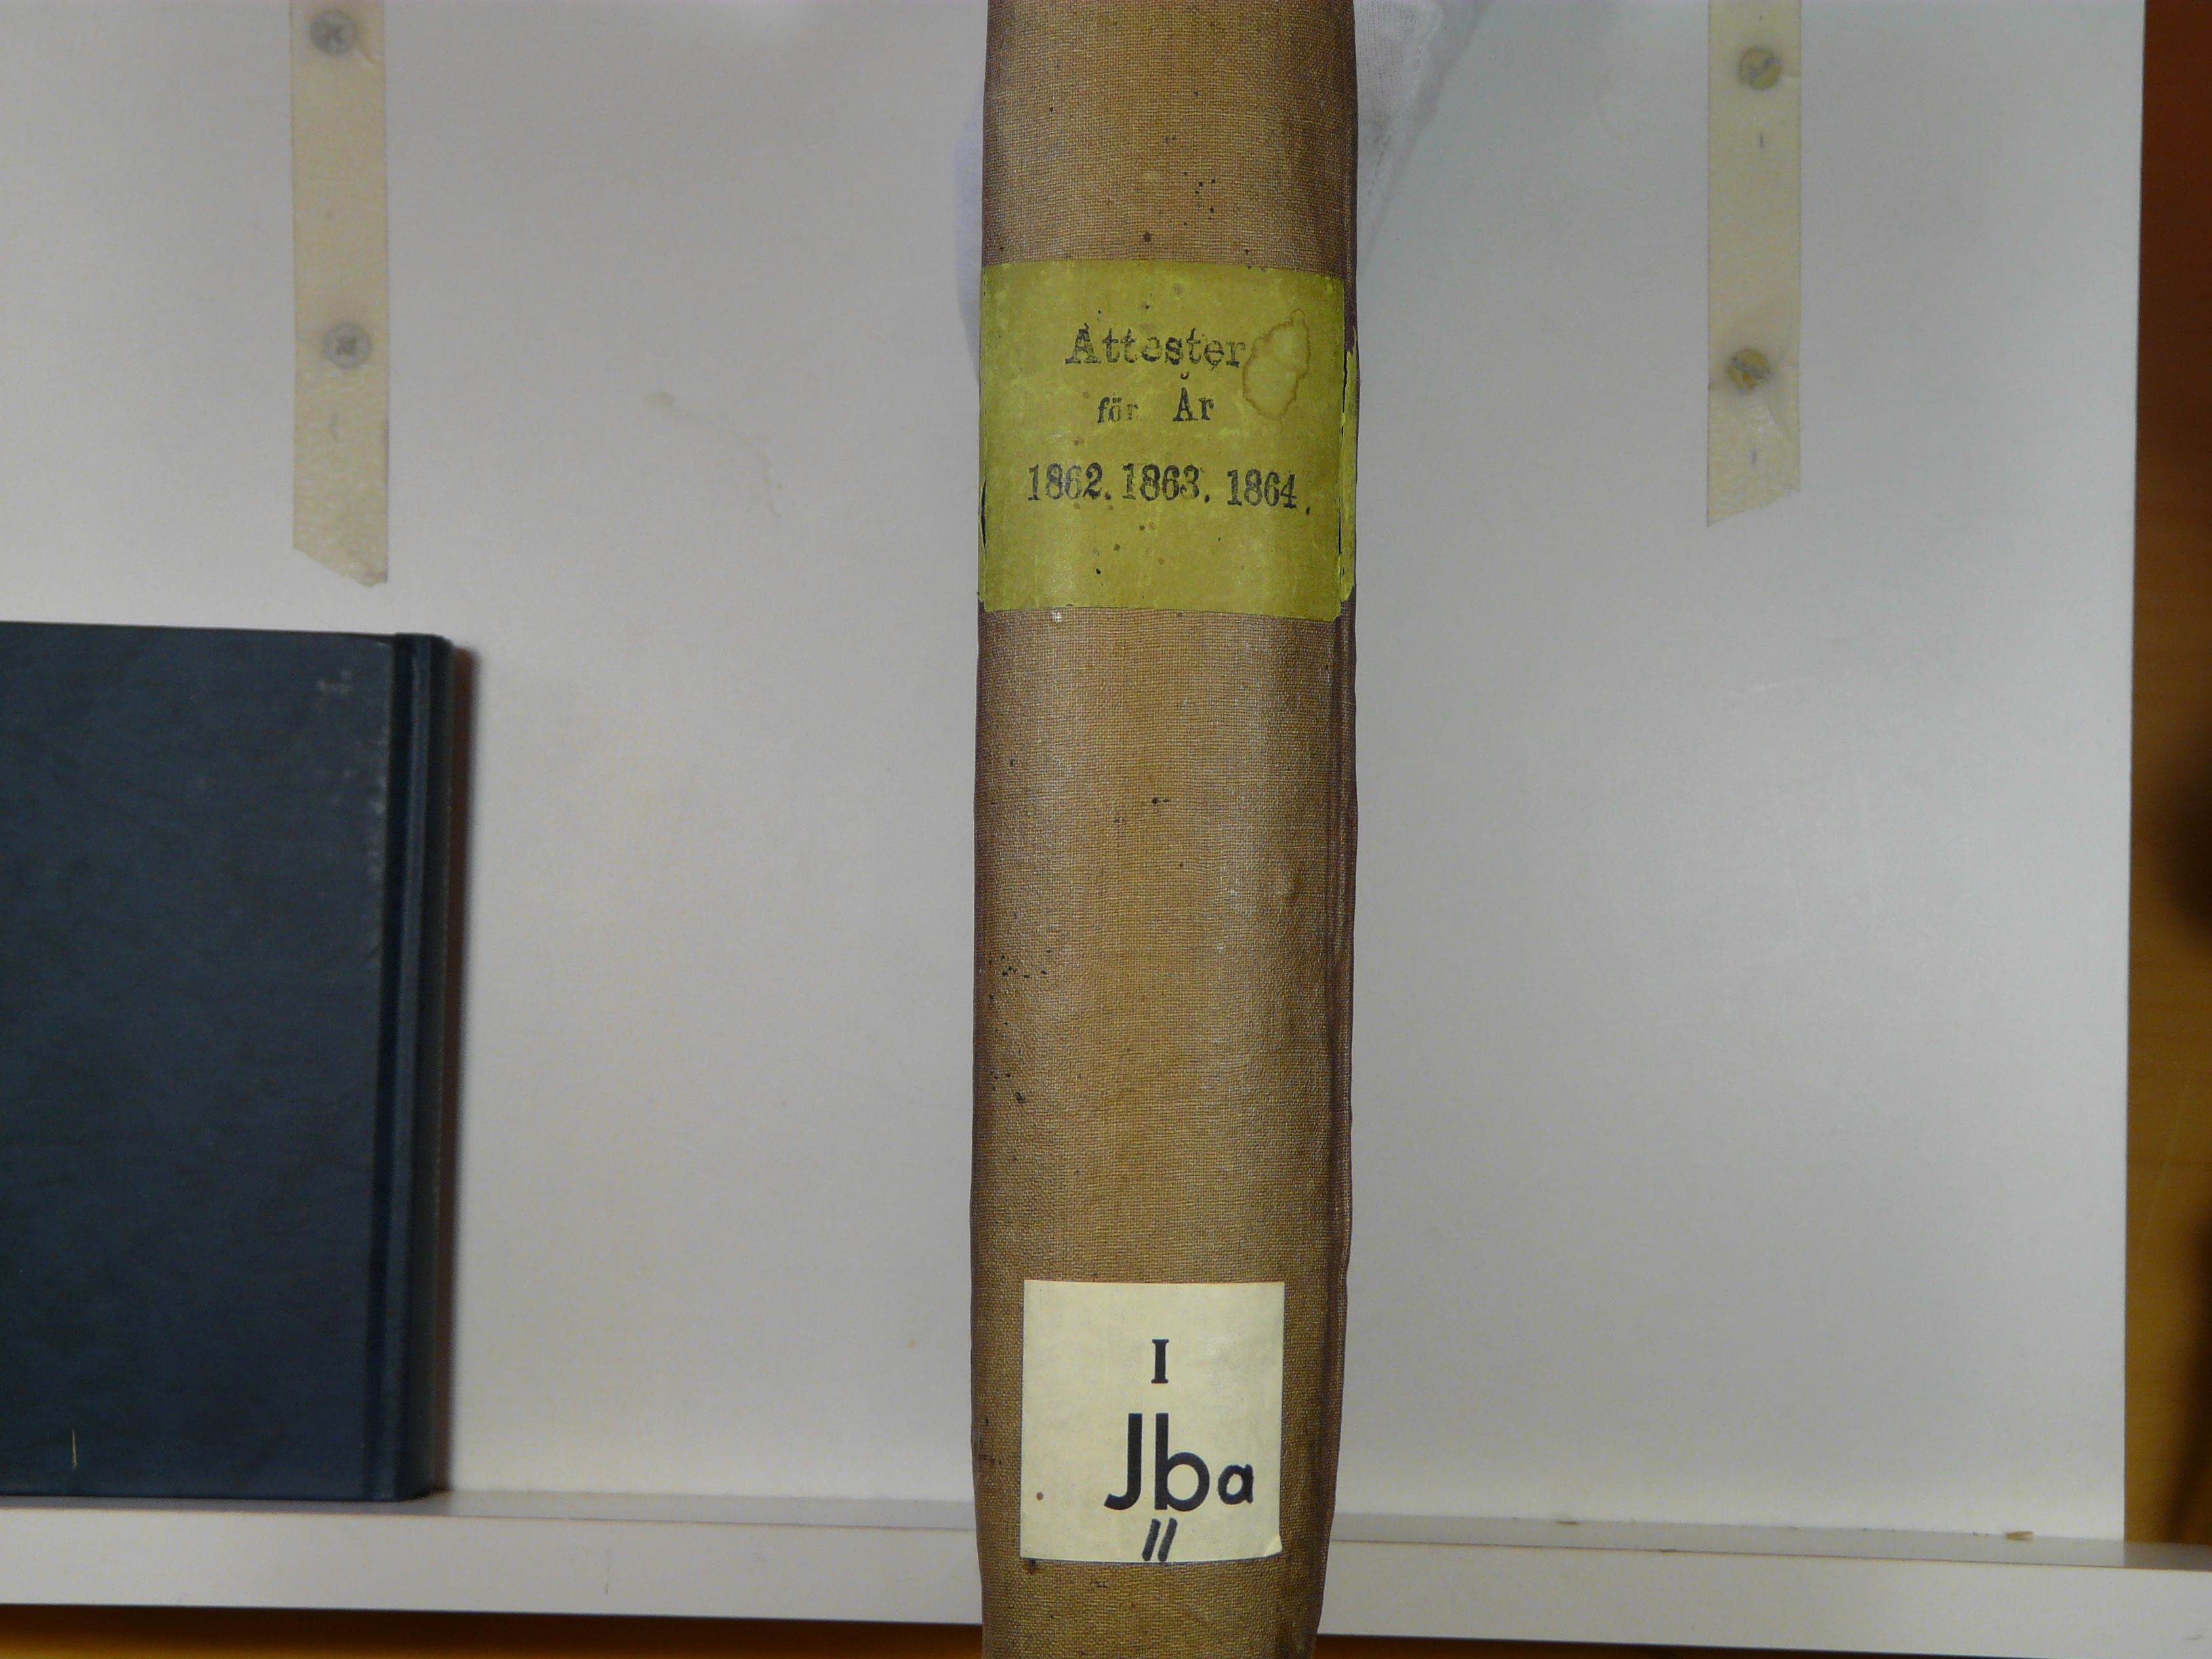 Attester
för År
1862. 1863. 1864.
I
Jba
11